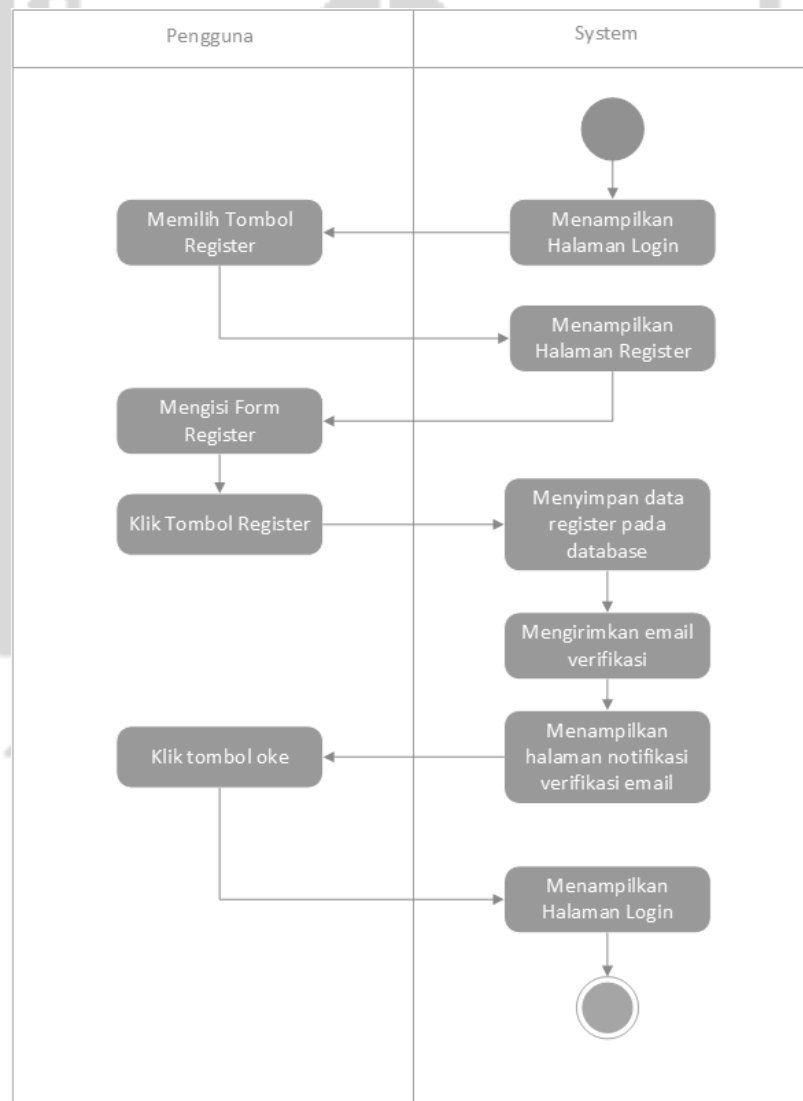 Pengguna
System
Menampilkan
Halaman Login
Memilih Tombol
Register
Menampilkan
Halaman Register
Mengisi Form
Register
Klik Tombol Register
Menyimpan data
register pada
database
Mengirimkan email
verifikasi
Menampilkan
halaman notifikasi
verifikasi email
Klik tombol oke
Menampilkan
Halaman Login